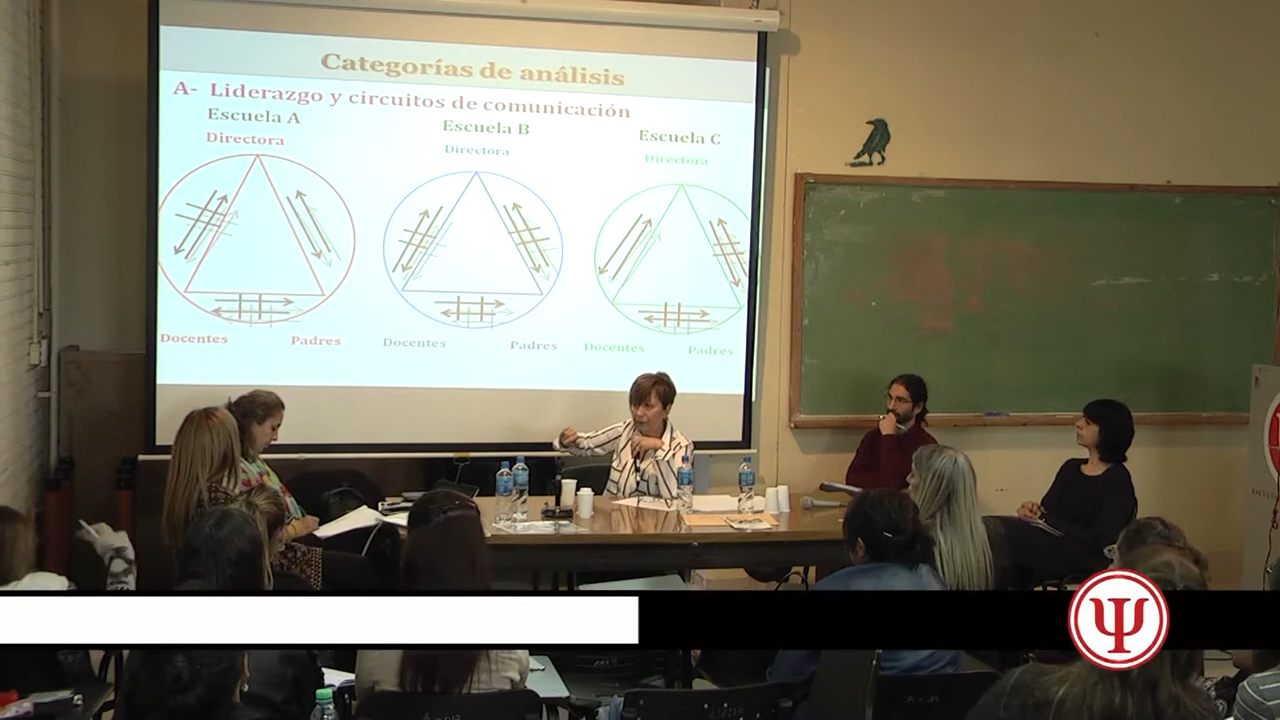 Categorías de análisis
A- Liderazgo y circuitos de comunicación
Escuela A
Escuela B
Escuela C
Directora
Directora
Directora
Docentes
Padres
Docentes
Padres
Docentes
Padres
Ψ